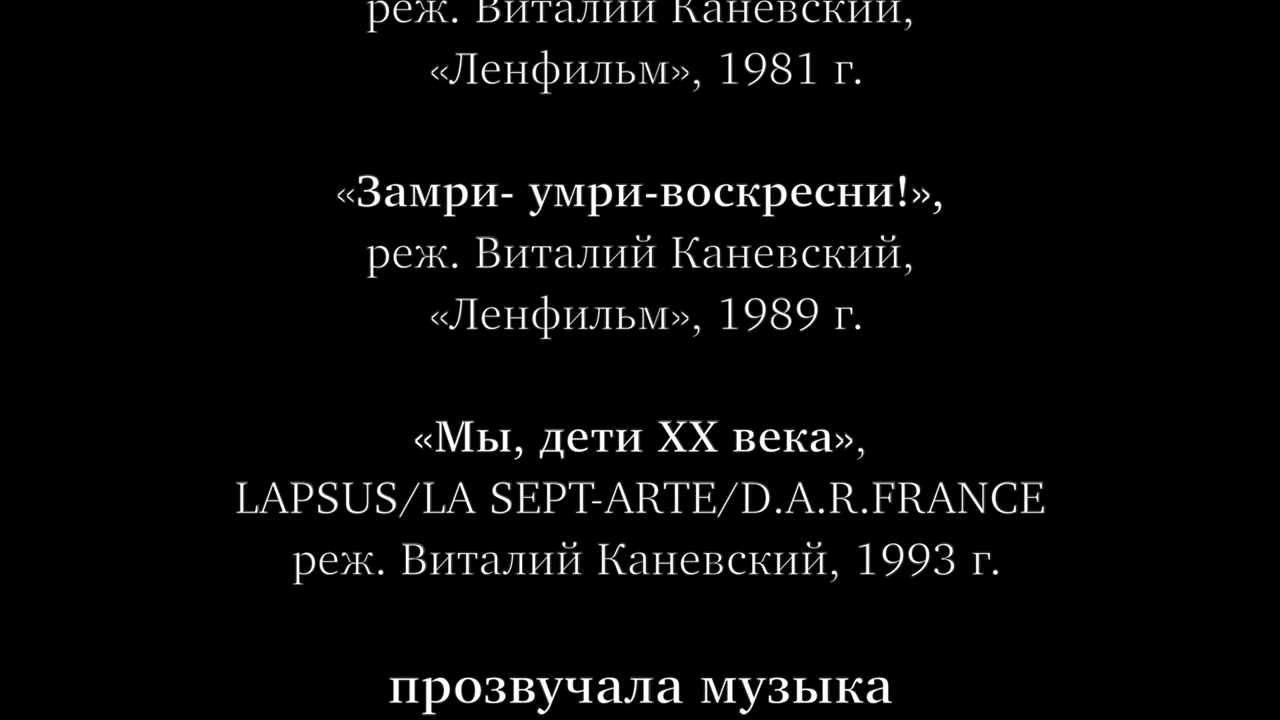 реж. Виталий Каневский,
«Ленфильм», 1981 г.
«Замри- умри-воскресни!»,
реж. Виталий Каневский,
«Ленфильм», 1989 г.
«Мы, дети XX века»,
LAPSUS/LA SEPT-ARTE/D.A.R.FRANCE
реж. Виталий Каневский, 1993 г.
прозвучала музыка